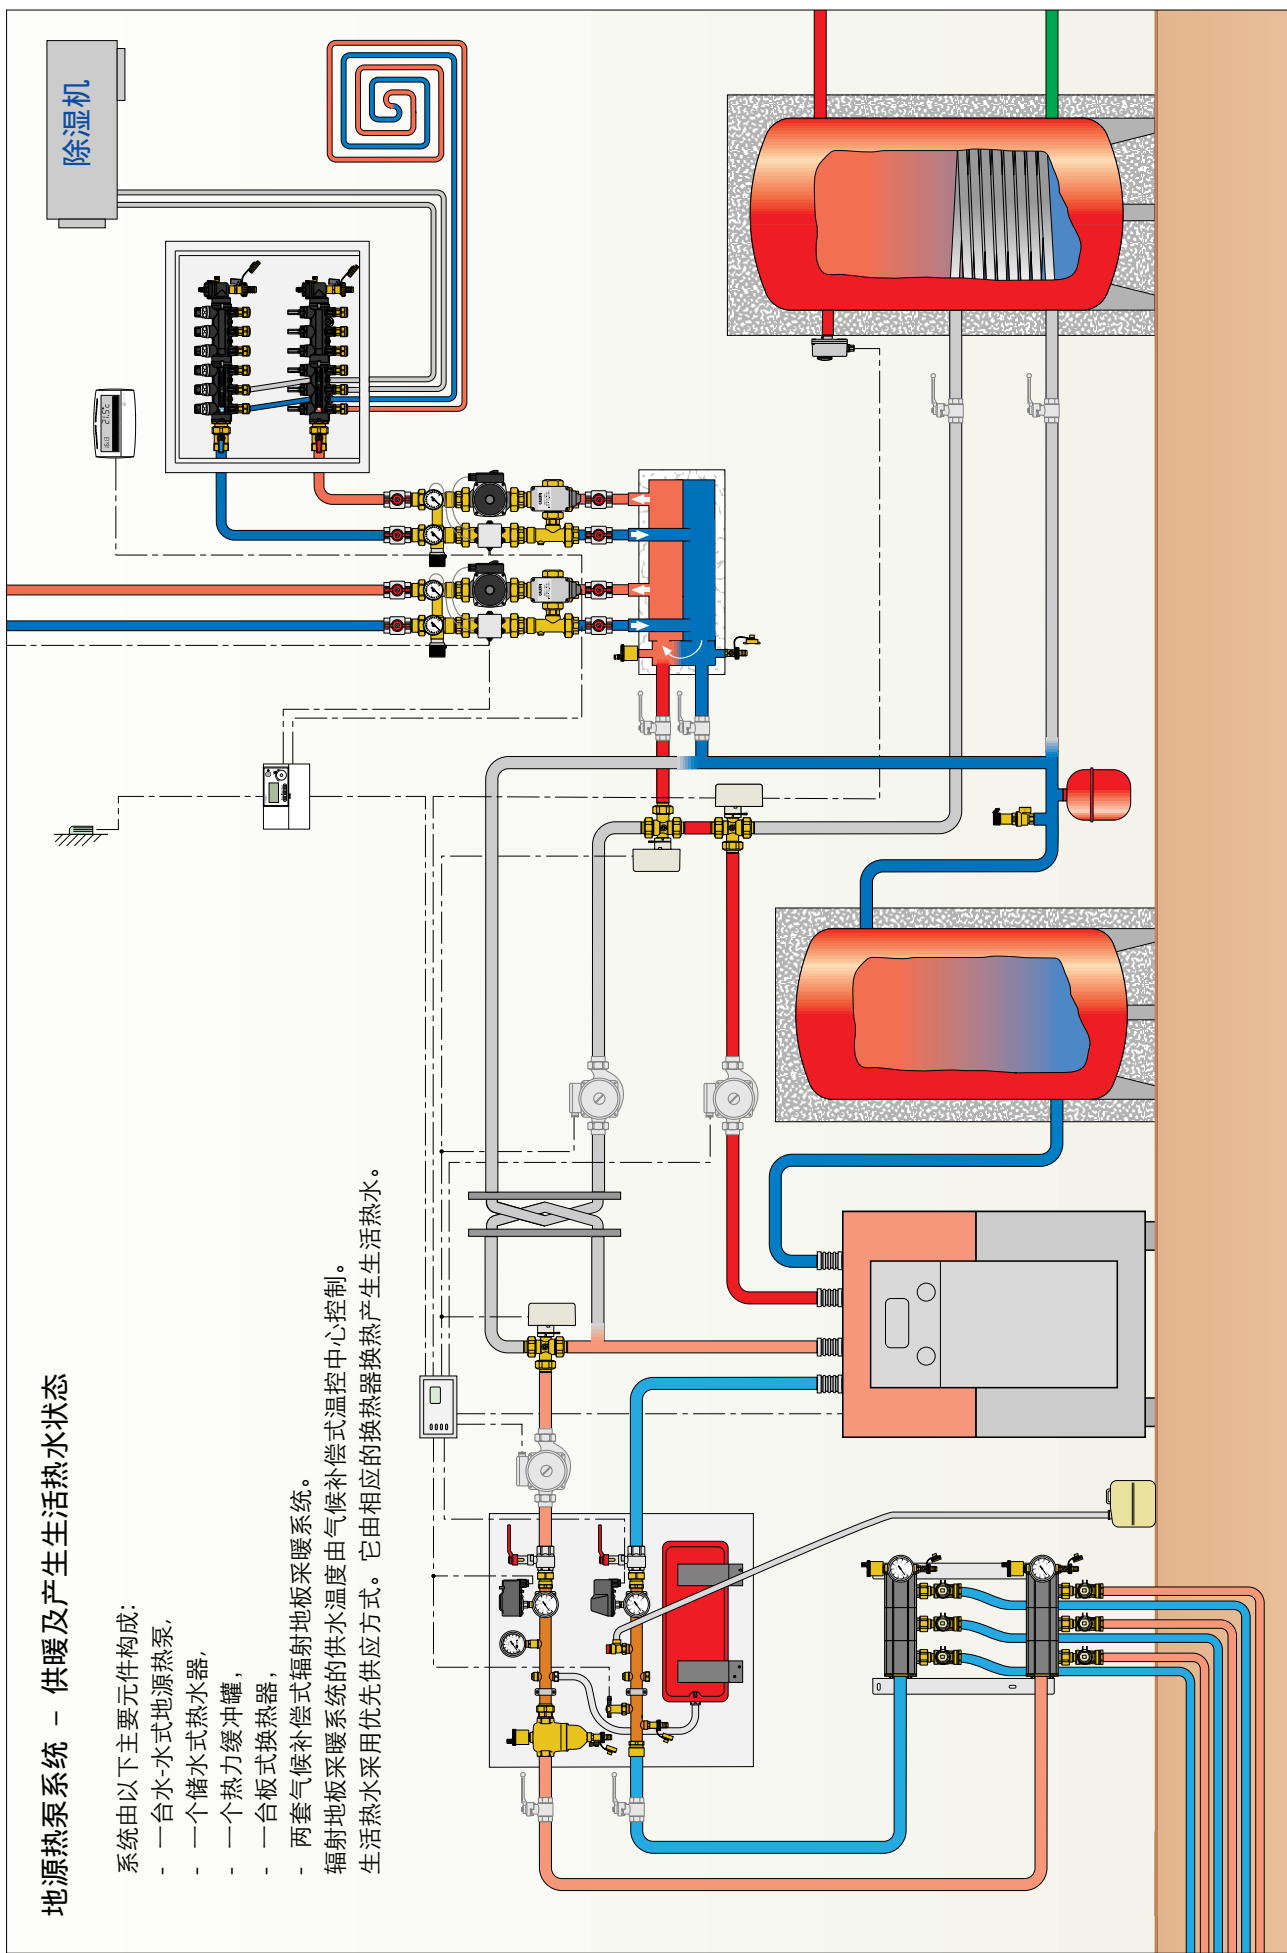 地源热泵系统 - 供暖及产生生活热水状态
系统由以下主要元件构成：
- 一台水-水式地源热泵，
- 一个储水式热水器，
- 一个热力缓冲罐，
- 一台板式换热器，
- 两套气候补偿式辐射地板采暖系统。
辐射地板采暖系统的供水温度由气候补偿式温控中心控制。
生活热水采用优先供应方式。它由相应的换热器换热产生生活热水。
除湿机